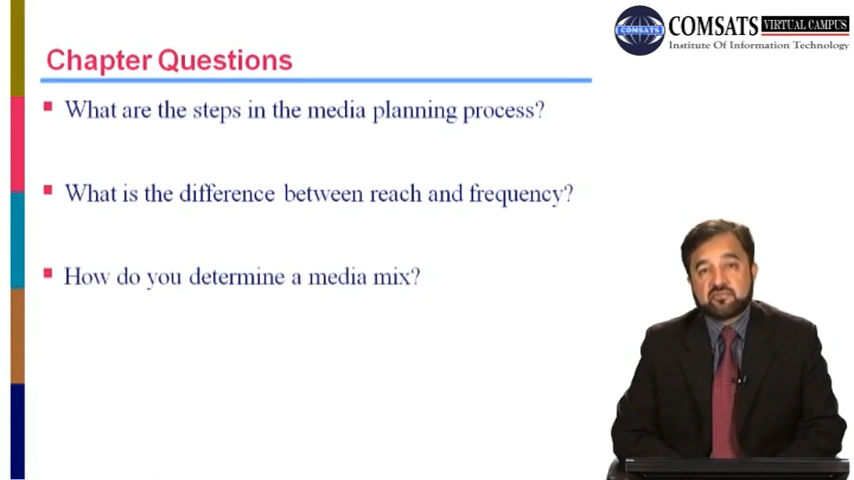 COMSATS
COMSATS VIRTUAL CAMPUS
Institute Of Information Technology
Chapter Questions
What are the steps in the media planning process?
What is the difference between reach and frequency?
How do you determine a media mix?